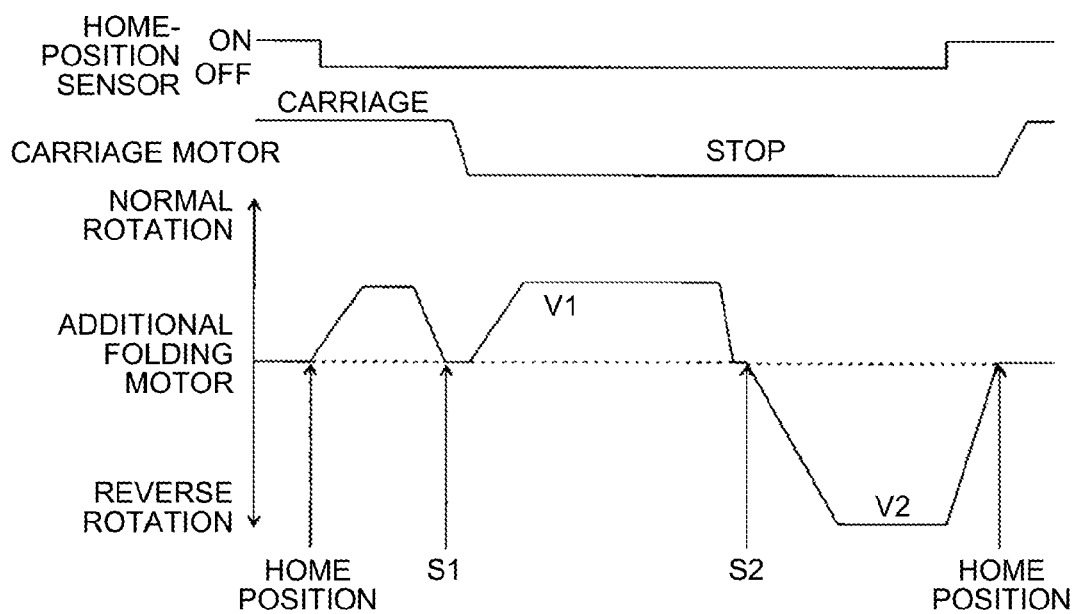 HOME-
POSITION
SENSOR
ON
OFF
CARRIAGE
CARRIAGE MOTOR
STOP
NORMAL
ROTATION
V1
ADDITIONAL
FOLDING
MOTOR
REVERSE
ROTATION
V2
HOME
POSITION
S1
S2
HOME
POSITION